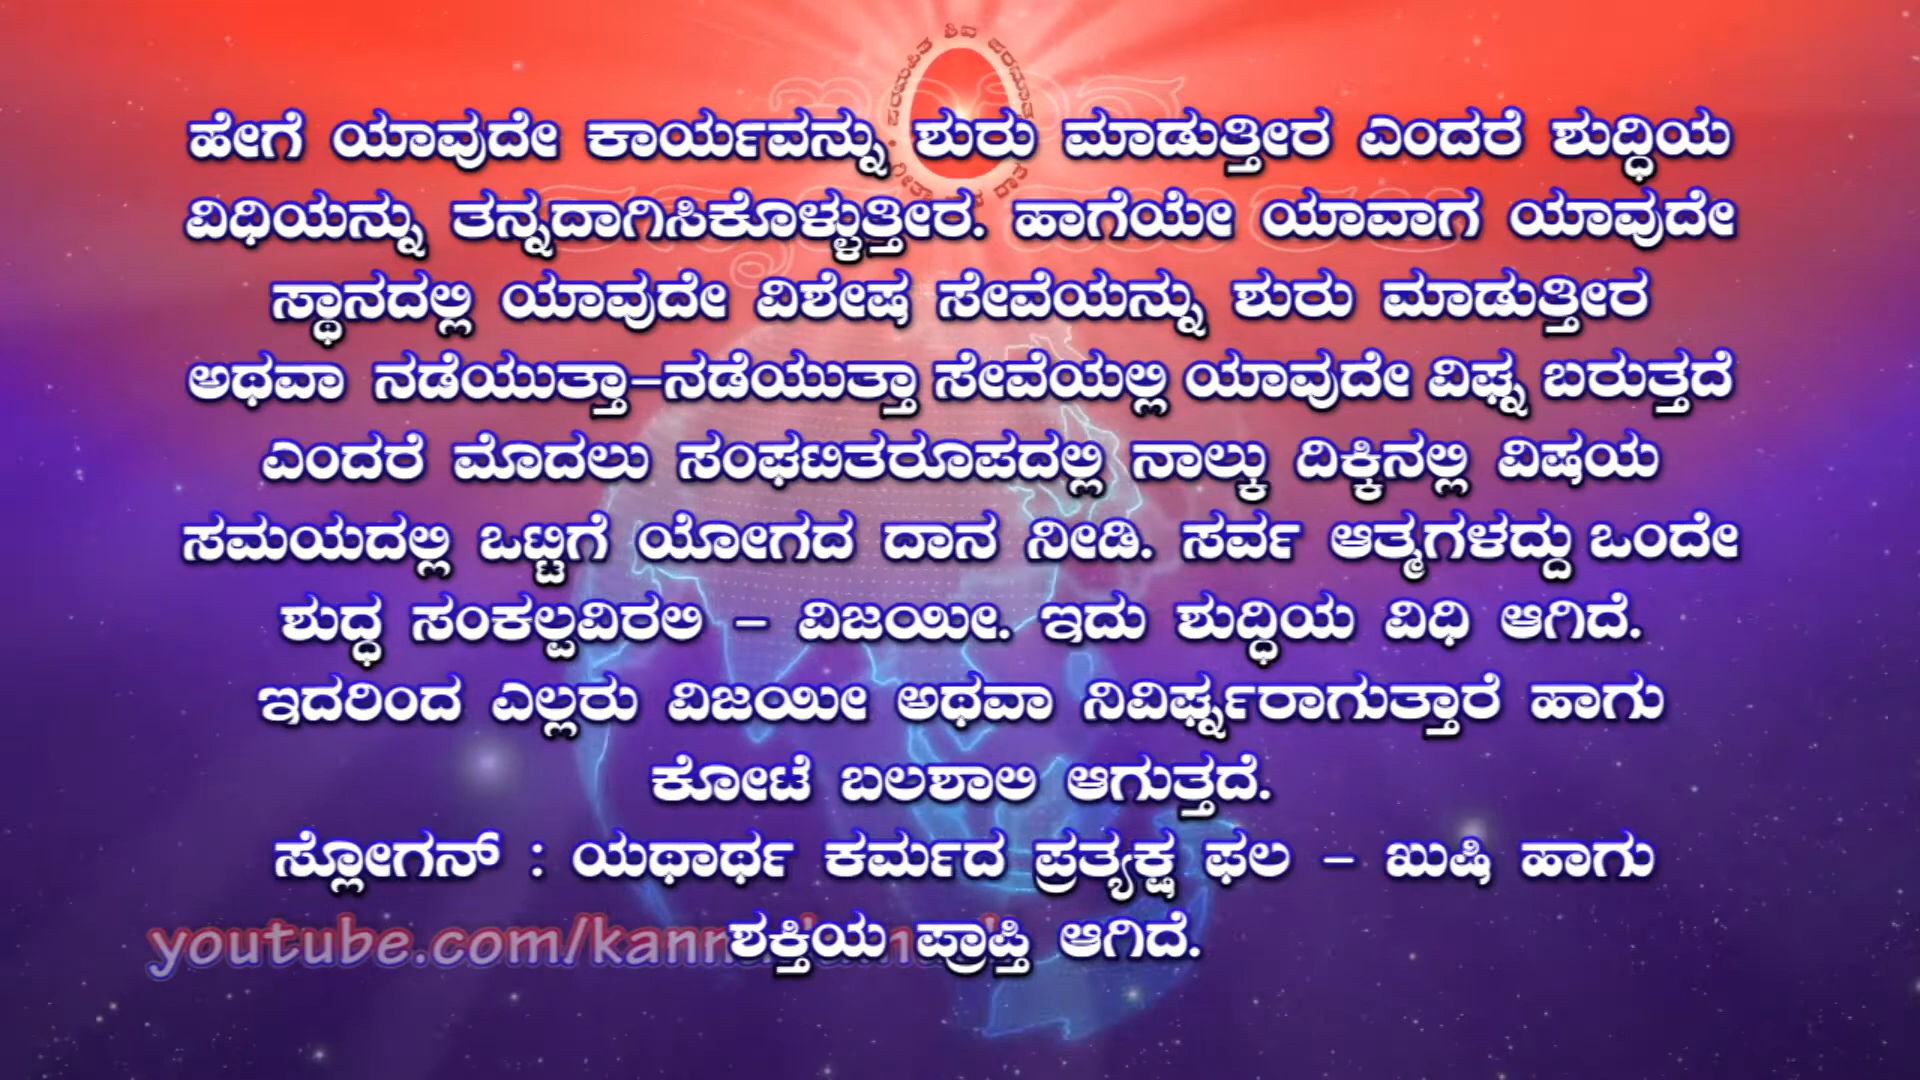 ಹೇಗೆ ಯಾವುದೇ ಕಾರ್ಯವನ್ನು ಶುರು ಮಾಡುತ್ತೀರ ಎಂದರೆ ಶುದ್ಧಿಯ
ವಿಧಿಯನ್ನು ತನ್ನದಾಗಿಸಿಕೊಳ್ಳುತ್ತೀರ. ಹಾಗೆಯೇ ಯಾವಾಗ ಯಾವುದೇ
ಸ್ಥಾನದಲ್ಲಿ ಯಾವುದೇ ವಿಶೇಷ ಸೇವೆಯನ್ನು ಶುರು ಮಾಡುತ್ತೀರ
ಅಥವಾ ನಡೆಯುತ್ತಾ–ನಡೆಯುತ್ತಾ ಸೇವೆಯಲ್ಲಿ ಯಾವುದೇ ವಿಘ್ನ ಬರುತ್ತದೆ
ಎಂದರೆ ಮೊದಲು ಸಂಘಟಿತರೂಪದಲ್ಲಿ ನಾಲ್ಕು ದಿಕ್ಕಿನಲ್ಲಿ ವಿಷಯ
ಸಮಯದಲ್ಲಿ ಒಟ್ಟಿಗೆ ಯೋಗದ ದಾನ ನೀಡಿ. ಸರ್ವ ಆತ್ಮಗಳದ್ದು ಒಂದೇ
ಶುದ್ಧ ಸಂಕಲ್ಪವಿರಲಿ – ವಿಜಯೀ. ಇದು ಶುದ್ಧಿಯ ವಿಧಿ ಆಗಿದೆ.
ಇದರಿಂದ ಎಲ್ಲರು ವಿಜಯೀ ಅಥವಾ ನಿವಿರ್ಘ್ನರಾಗುತ್ತಾರೆ ಹಾಗು
ಕೋಟೆ ಬಲಶಾಲಿ ಆಗುತ್ತದೆ.
ಸ್ಲೋಗನ್ : ಯಥಾರ್ಥ ಕರ್ಮದ ಪ್ರತ್ಯಕ್ಷ ಫಲ – ಖುಷಿ ಹಾಗು
ಶಕ್ತಿಯ ಪ್ರಾಪ್ತಿ ಆಗಿದೆ.